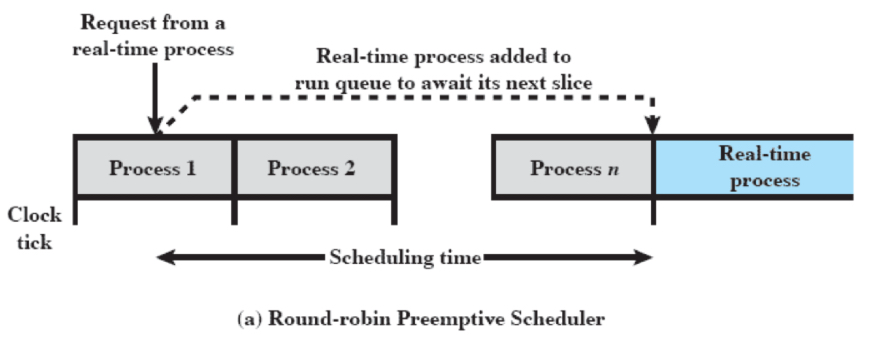 Request from a
real-time process
Real-time process added to
run queue to await its next slice
Process 1
Process 2
Process n
Real-time
process
Clock
tick
Scheduling time
(a) Round-robin Preemptive Scheduler